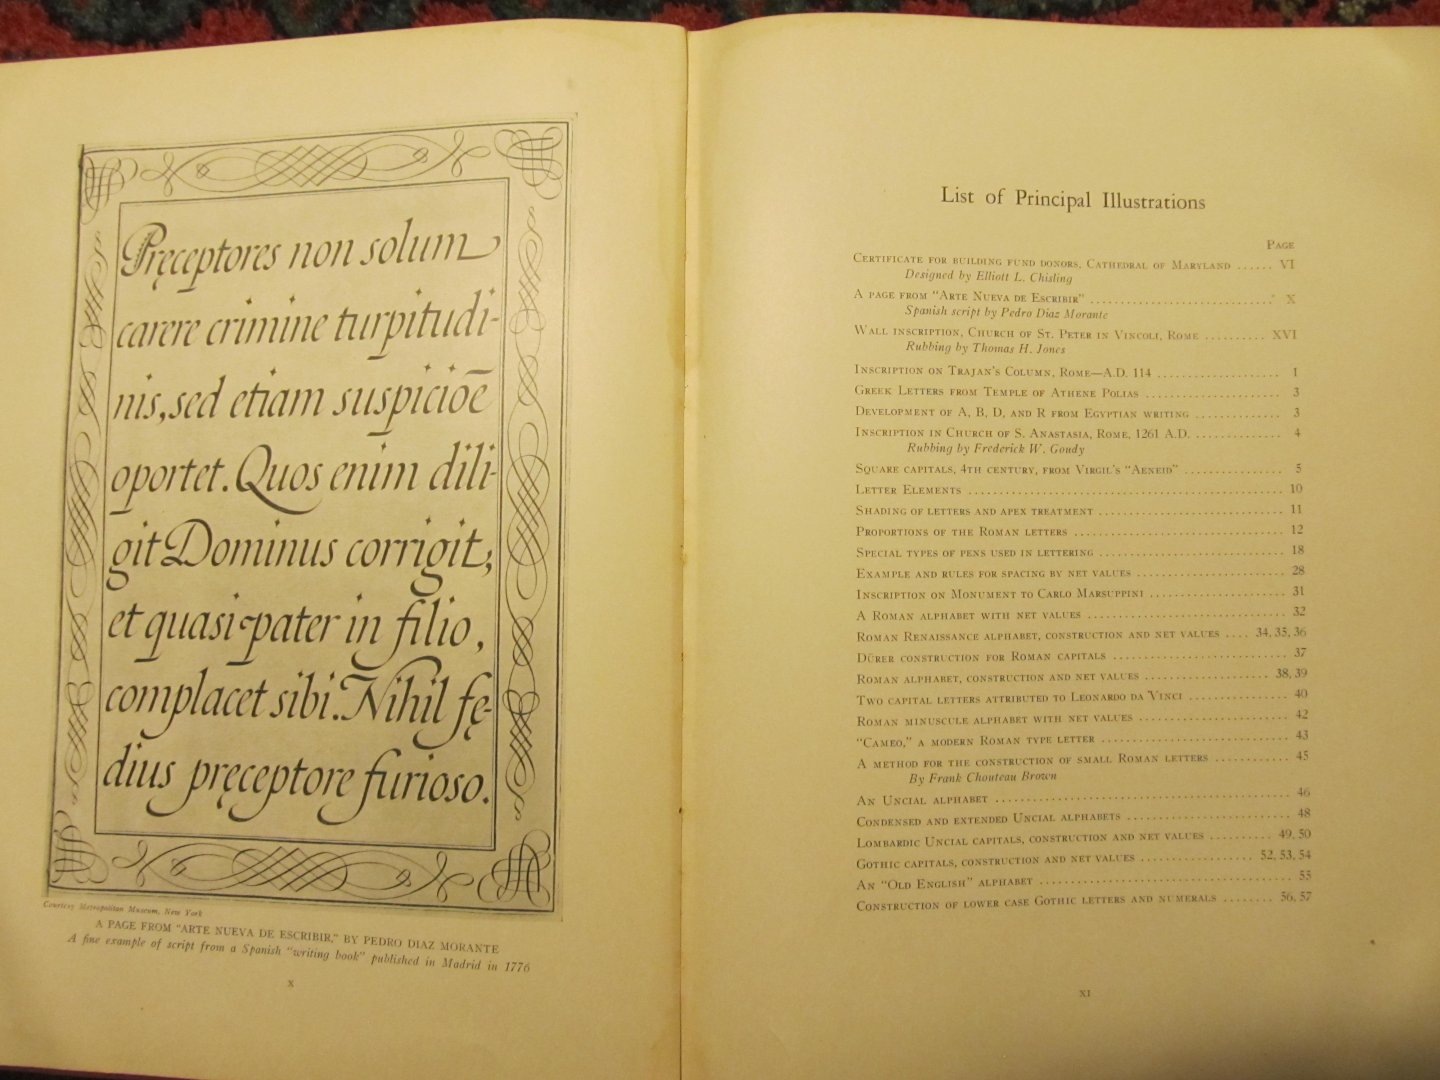 Pręceptores non solum
carere crimine turpitudi-
nis, sed etiam suspicioē
oportet. Quos enim dili-
git Dominus corrigit;
et quasi pater in filio,
complacet sibi. Nihil fę-
dius pręceptore furioso.
Courtesy Metropolitan Museum, New York
A PAGE FROM "ARTE NUEVA DE ESCRIBIR," BY PEDRO DIAZ MORANTE
A fine example of script from a Spanish "writing book" published in Madrid in 1776
X
List of Principal Illustrations
PAGE
CERTIFICATE FOR BUILDING FUND DONORS, CATHEDRAL OF MARYLAND ...... VI
Designed by Elliott L. Chisling
A PAGE FROM "ARTE NUEVA DE ESCRIBIR" .............................. X
Spanish script by Pedro Diaz Morante
WALL INSCRIPTION, CHURCH OF ST. PETER IN VINCOLI, ROME .......... XVI
Rubbing by Thomas H. Jones
INSCRIPTION ON TRAJAN'S COLUMN, ROME—A.D. 114 .................... 1
GREEK LETTERS FROM TEMPLE OF ATHENE POLIAS ...................... 3
DEVELOPMENT OF A, B, D, AND R FROM EGYPTIAN WRITING ............. 3
INSCRIPTION IN CHURCH OF S. ANASTASIA, ROME, 1261 A.D. .............. 4
Rubbing by Frederick W. Goudy
SQUARE CAPITALS, 4TH CENTURY, FROM VIRGIL'S "AENEID" ................ 5
LETTER ELEMENTS ................................................... 10
SHADING OF LETTERS AND APEX TREATMENT ............................. 11
PROPORTIONS OF THE ROMAN LETTERS .................................. 12
SPECIAL TYPES OF PENS USED IN LETTERING ............................. 18
EXAMPLE AND RULES FOR SPACING BY NET VALUES ........................ 28
INSCRIPTION ON MONUMENT TO CARLO MARSUPPINI ...................... 31
A ROMAN ALPHABET WITH NET VALUES ................................ 32
ROMAN RENAISSANCE ALPHABET, CONSTRUCTION AND NET VALUES .... 34, 35, 36
DÜRER CONSTRUCTION FOR ROMAN CAPITALS ............................ 37
ROMAN ALPHABET, CONSTRUCTION AND NET VALUES .................... 38, 39
TWO CAPITAL LETTERS ATTRIBUTED TO LEONARDO DA VINCI ................ 40
ROMAN MINUSCULE ALPHABET WITH NET VALUES ........................ 42
"CAMEO," A MODERN ROMAN TYPE LETTER .............................. 43
A METHOD FOR THE CONSTRUCTION OF SMALL ROMAN LETTERS ............ 45
By Frank Chouteau Brown
AN UNCIAL ALPHABET ................................................ 46
CONDENSED AND EXTENDED UNCIAL ALPHABETS .......................... 48
LOMBARDIC UNCIAL CAPITALS, CONSTRUCTION AND NET VALUES .......... 49, 50
GOTHIC CAPITALS, CONSTRUCTION AND NET VALUES .................. 52, 53, 54
AN "OLD ENGLISH" ALPHABET ......................................... 55
CONSTRUCTION OF LOWER CASE GOTHIC LETTERS AND NUMERALS ........ 56, 57
XI